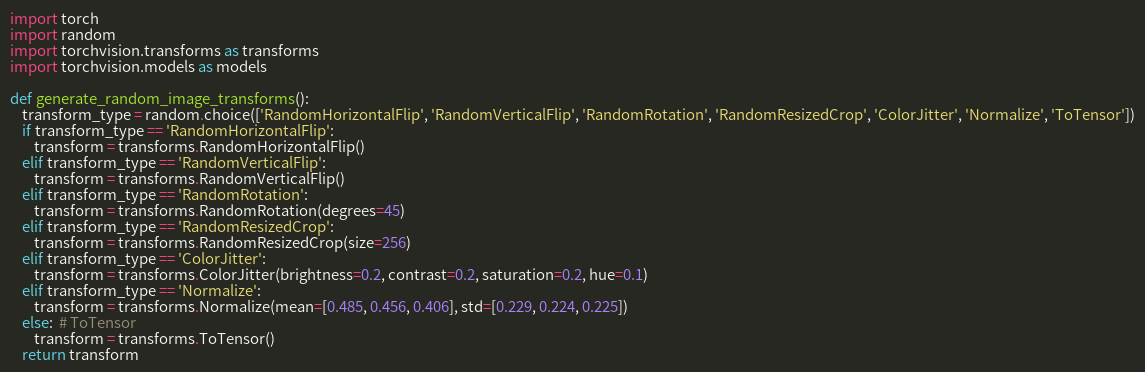 import torch
import random
import torchvision.transforms as transforms
import torchvision.models as models

def generate_random_image_transforms():
    transform_type = random.choice(['RandomHorizontalFlip', 'RandomVerticalFlip', 'RandomRotation', 'RandomResizedCrop', 'ColorJitter', 'Normalize', 'ToTensor'])
    if transform_type == 'RandomHorizontalFlip':
        transform = transforms.RandomHorizontalFlip()
    elif transform_type == 'RandomVerticalFlip':
        transform = transforms.RandomVerticalFlip()
    elif transform_type == 'RandomRotation':
        transform = transforms.RandomRotation(degrees=45)
    elif transform_type == 'RandomResizedCrop':
        transform = transforms.RandomResizedCrop(size=256)
    elif transform_type == 'ColorJitter':
        transform = transforms.ColorJitter(brightness=0.2, contrast=0.2, saturation=0.2, hue=0.1)
    elif transform_type == 'Normalize':
        transform = transforms.Normalize(mean=[0.485, 0.456, 0.406], std=[0.229, 0.224, 0.225])
    else:  # ToTensor
        transform = transforms.ToTensor()
    return transform